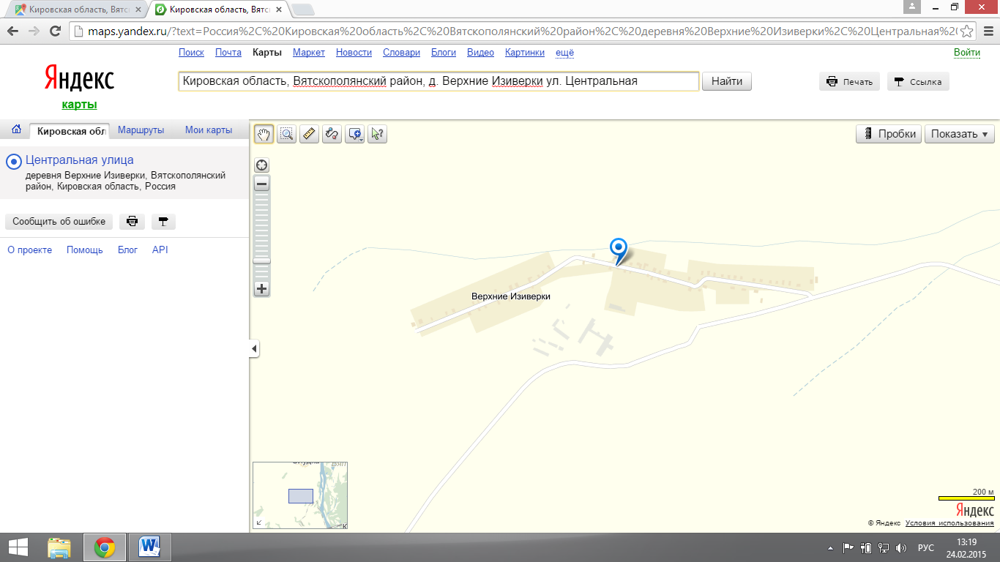 Кировская область, Вятс
Кировская область, Вятс
maps.yandex.ru/?text=Россия%2C%20Кировская%20область%2C%20Вятскополянский%20район%2C%20деревня%20Верхние%20Изиверки%2C%20Центральная%20
Поиск Почта Карты Маркет Новости Словари Блоги Видео Картинки ещё
Войти
Яндекс
карты
Кировская область, Вятскополянский район, д. Верхние Изиверки ул. Центральная
Найти
Печать
Ссылка
Кировская обл
Маршруты
Мои карты
Пробки
Показать
Центральная улица
деревня Верхние Изиверки, Вятскополянский
район, Кировская область, Россия
Сообщить об ошибке
О проекте Помощь Блог API
Верхние Изиверки
200 м
Яндекс
© Яндекс Условия использования
РУС
13:19
24.02.2015